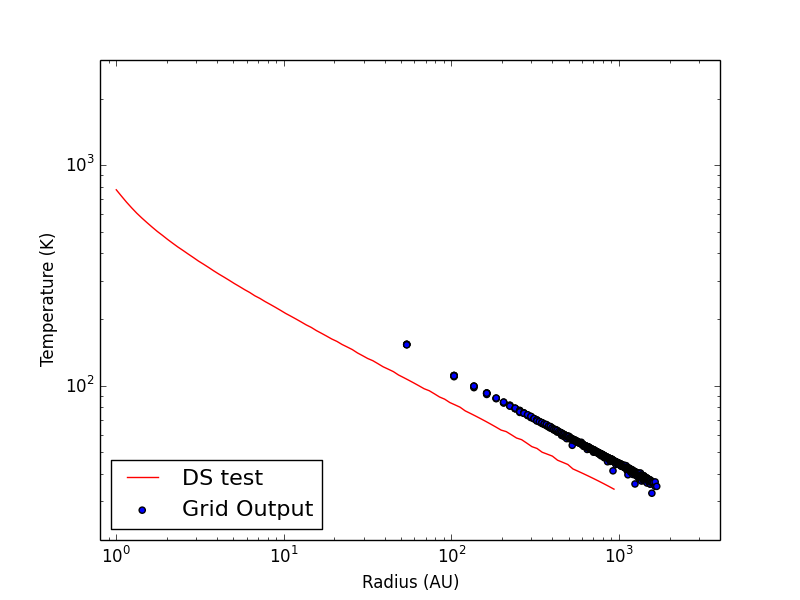 Temperature (K)
10³
10²
DS test
Grid Output
10⁰
10¹
10²
10³
Radius (AU)